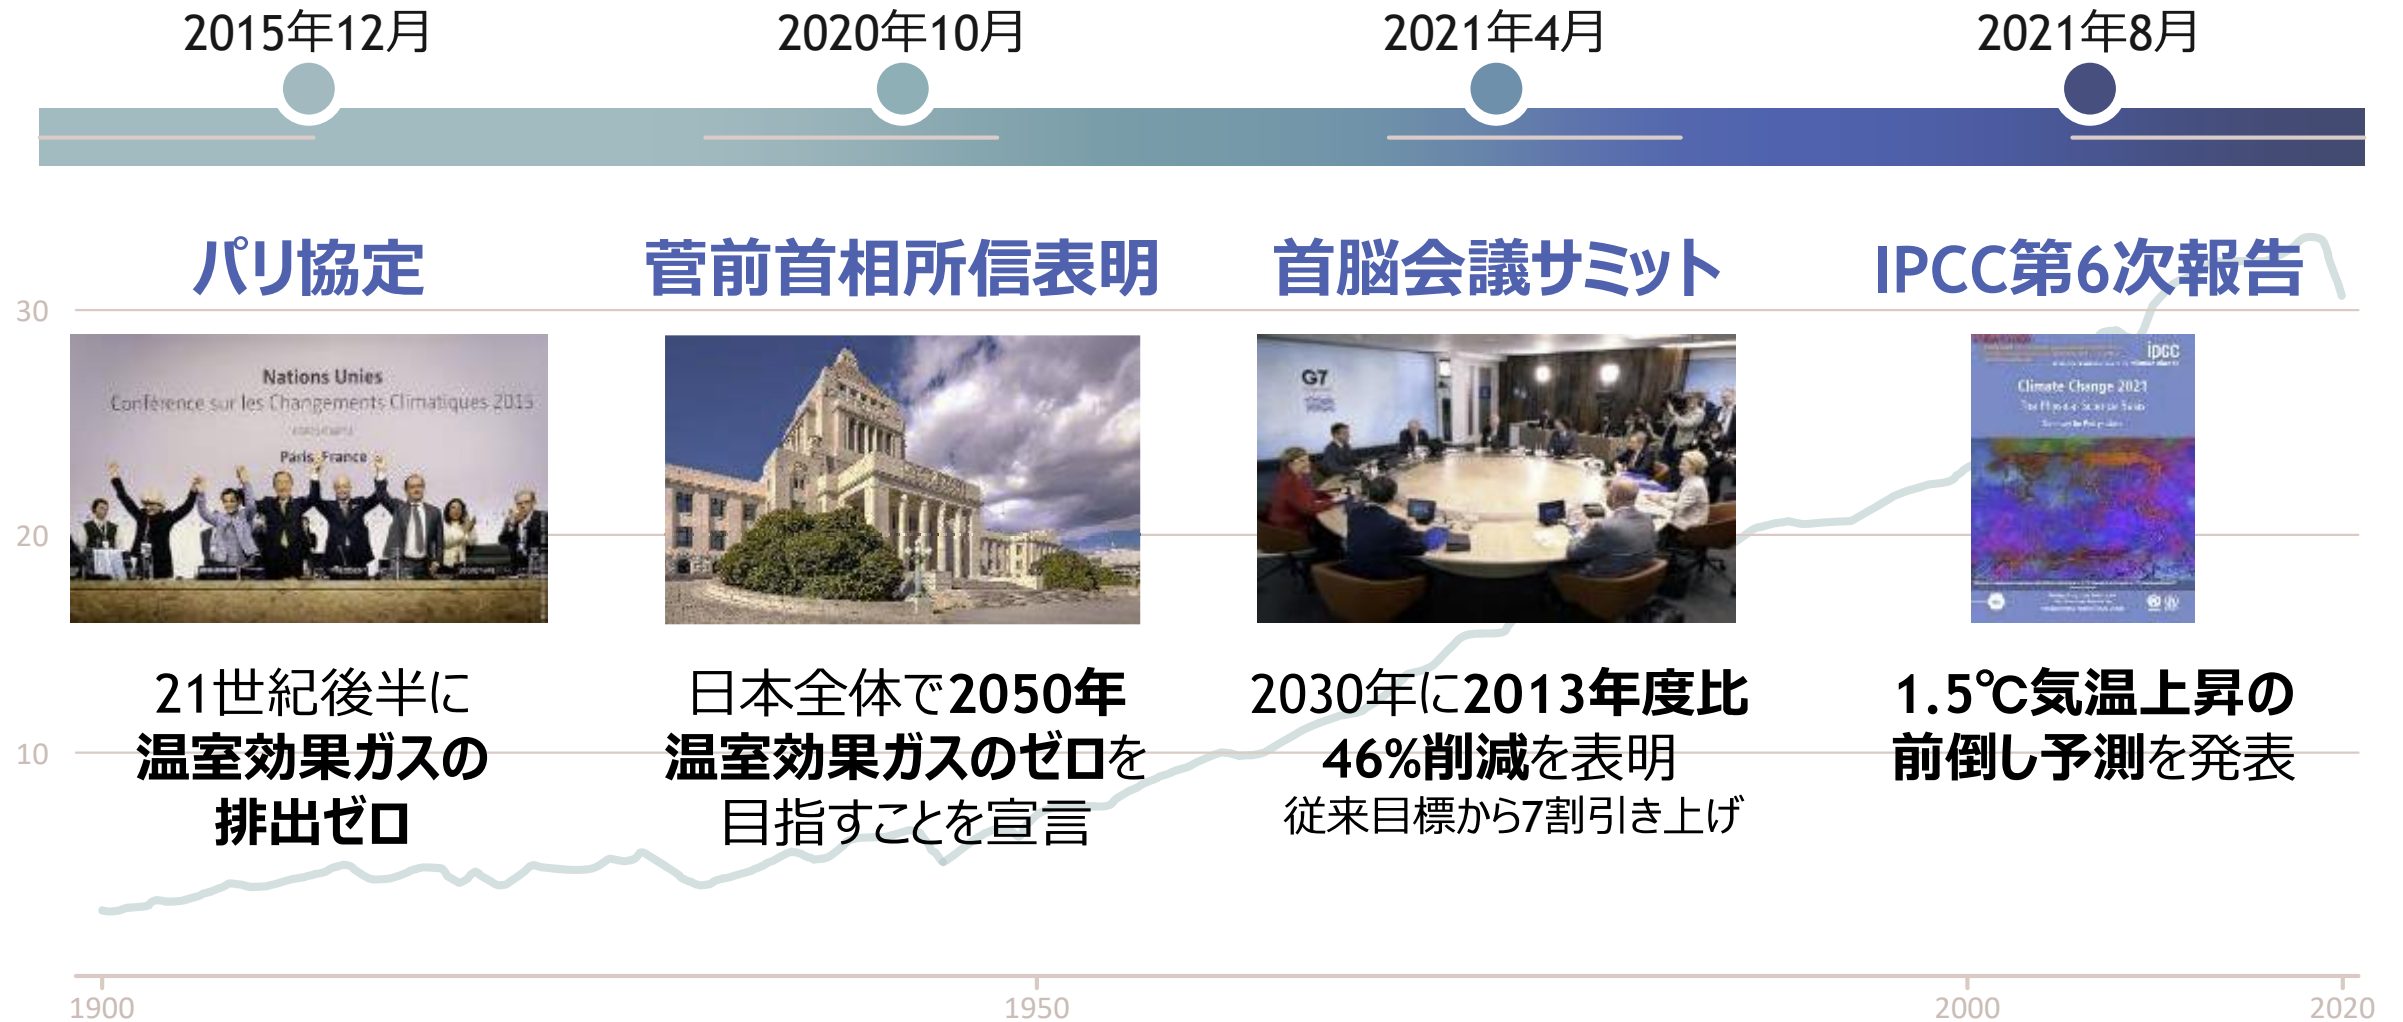 2015年12月
2020年10月
2021年4月
2021年8月
パリ協定
菅前首相所信表明
首脳会議サミット
IPCC第6次報告
30
20
10
Nations Unies
Conférence sur les Changements Climatiques 2015
Paris, France
G7
ipcc
Climate Change 2021
The Physical Science Basis
21世紀後半に
温室効果ガスの
排出ゼロ
日本全体で2050年
温室効果ガスのゼロを
目指すことを宣言
2030年に2013年度比
46%削減を表明
従来目標から7割引き上げ
1.5℃気温上昇の
前倒し予測を発表
1900
1950
2000
2020